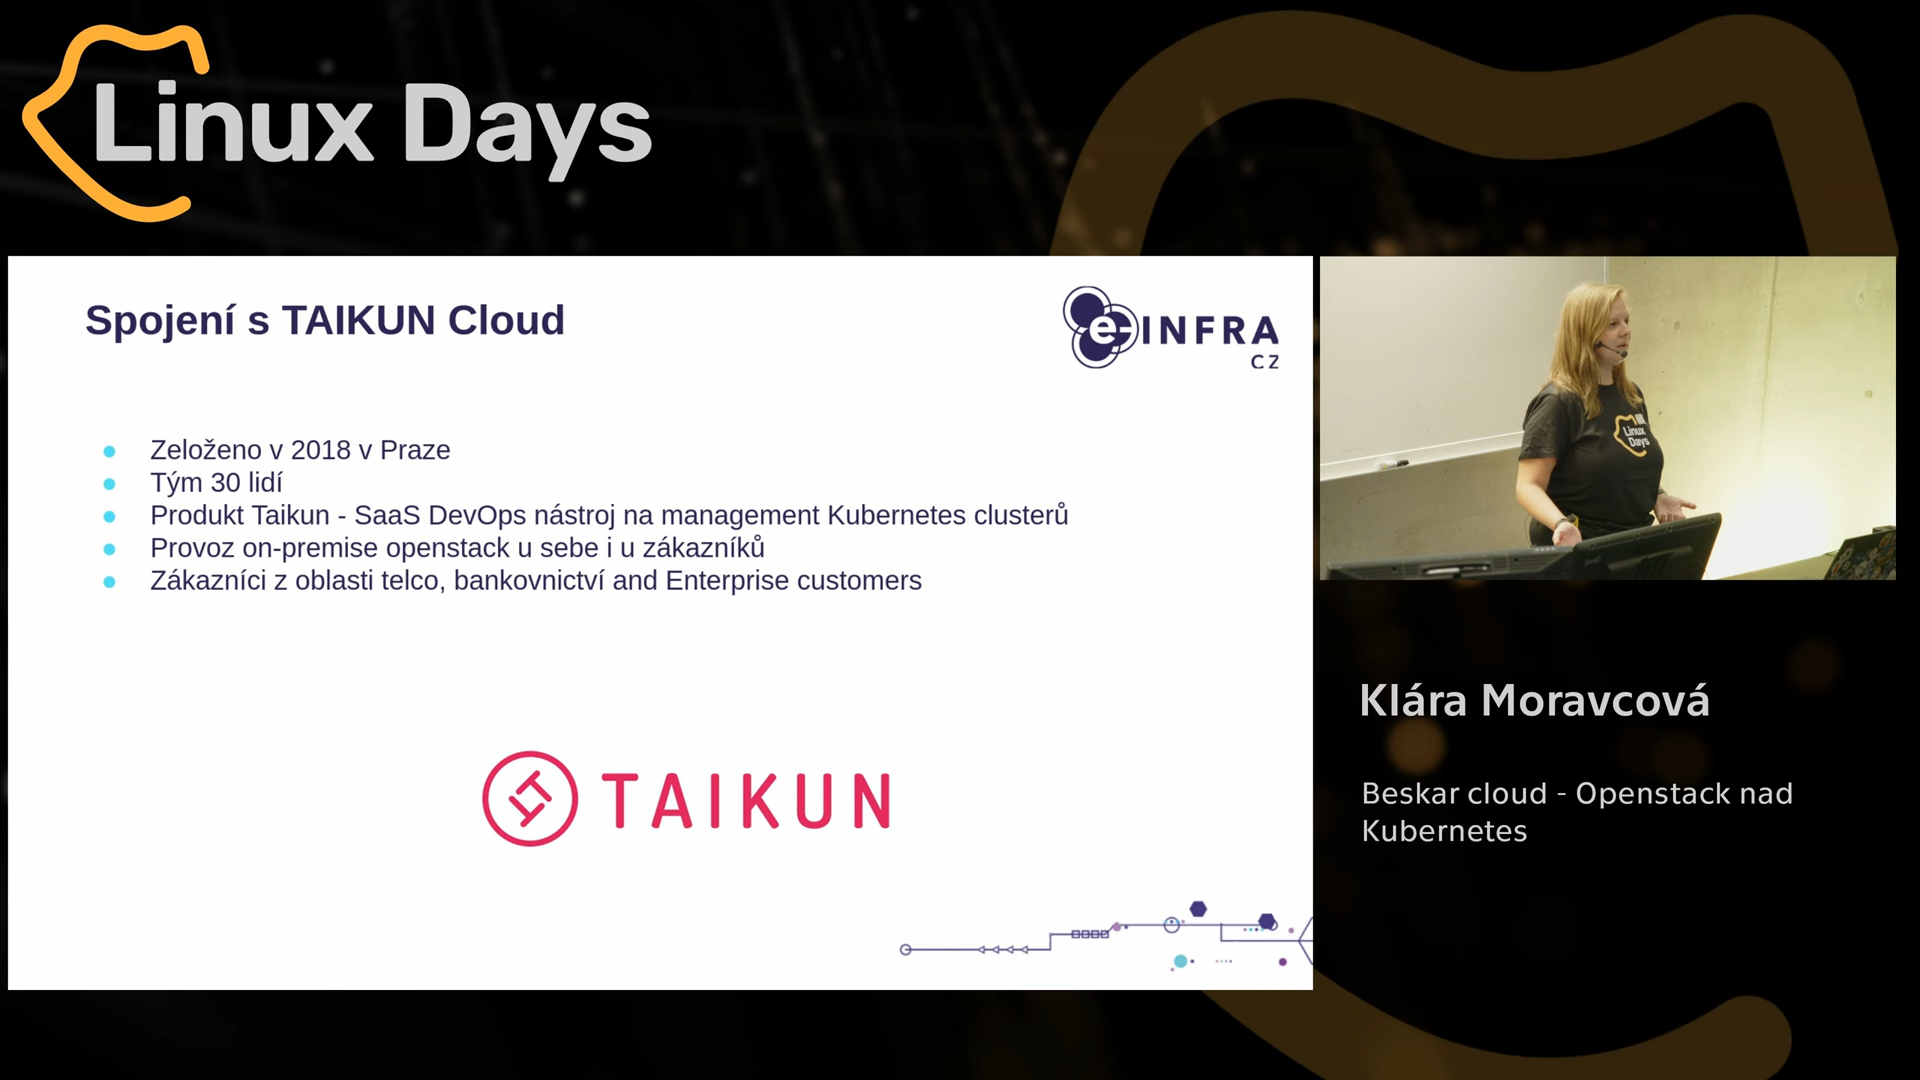 Linux Days
Spojení s TAIKUN Cloud
e-INFRA
CZ
Zeloženo v 2018 v Praze
Tým 30 lidí
Produkt Taikun - SaaS DevOps nástroj na management Kubernetes clusterů
Provoz on-premise openstack u sebe i u zákazníků
Zákazníci z oblasti telco, bankovnictví and Enterprise customers
TAIKUN
Linux
Days
Klára Moravcová
Beskar cloud - Openstack nad
Kubernetes